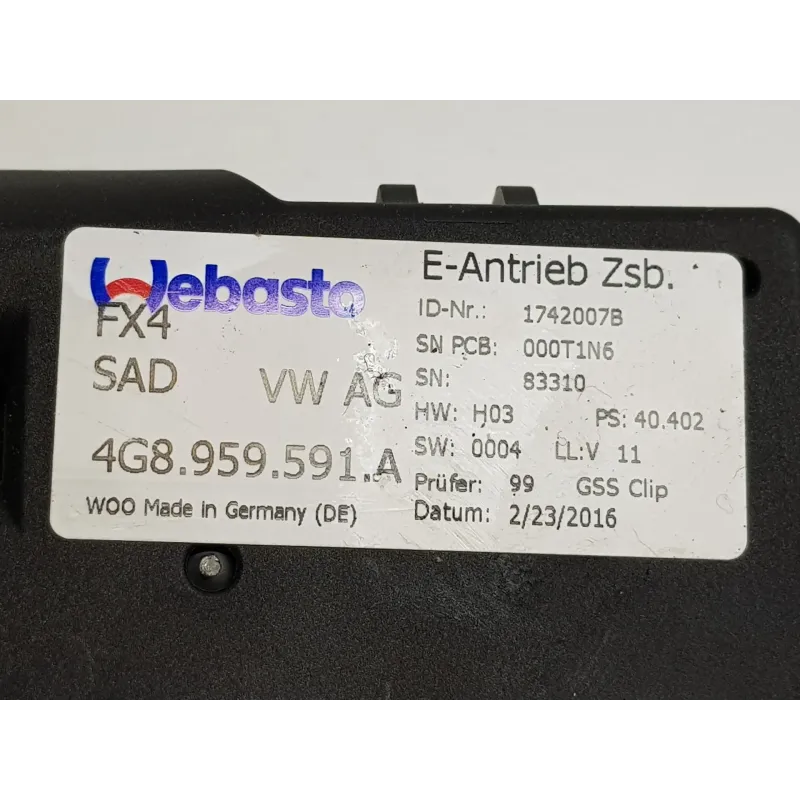 Webasto
FX4
SAD VW AG
4G8.959.591.A
WOO Made in Germany (DE)
E-Antrieb Zsb.
ID-Nr.: 1742007B
SN PCB: 000T1N6
SN: 83310
HW: H03 PS: 40.402
SW: 0004 LL:V 11
Prüfer: 99 GSS Clip
Datum: 2/23/2016